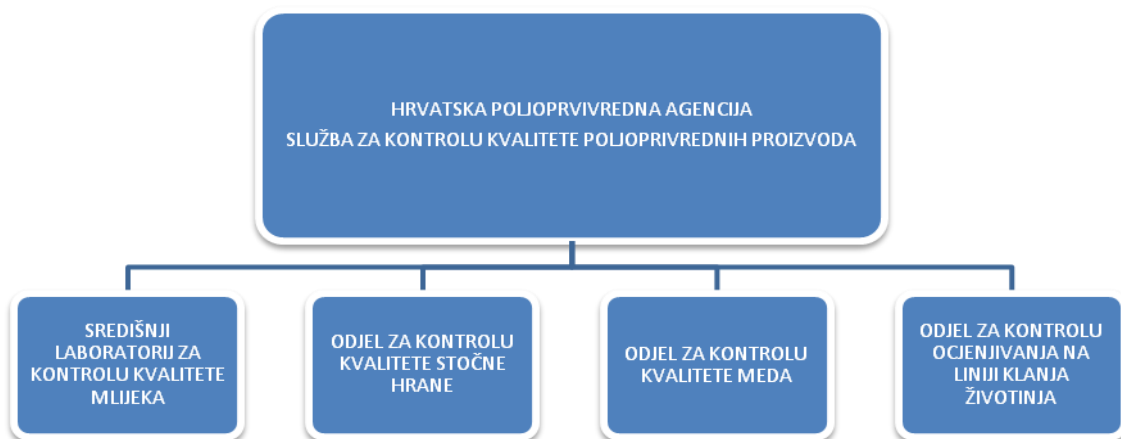 HRVATSKA POLJOPRVIVREDNA AGENCIJA
SLUŽBA ZA KONTROLU KVALITETE POLJOPRIVREDNIH PROIZVODA
SREDIŠNJI
LABORATORIJ ZA
KONTROLU KVALITETE
MLIJEKA
ODJEL ZA KONTROLU
KVALITETE STOČNE
HRANE
ODJEL ZA KONTROLU
KVALITETE MEDA
ODJEL ZA KONTROLU
OCJENJIVANJA NA
LINIJI KLANJA
ŽIVOTINJA